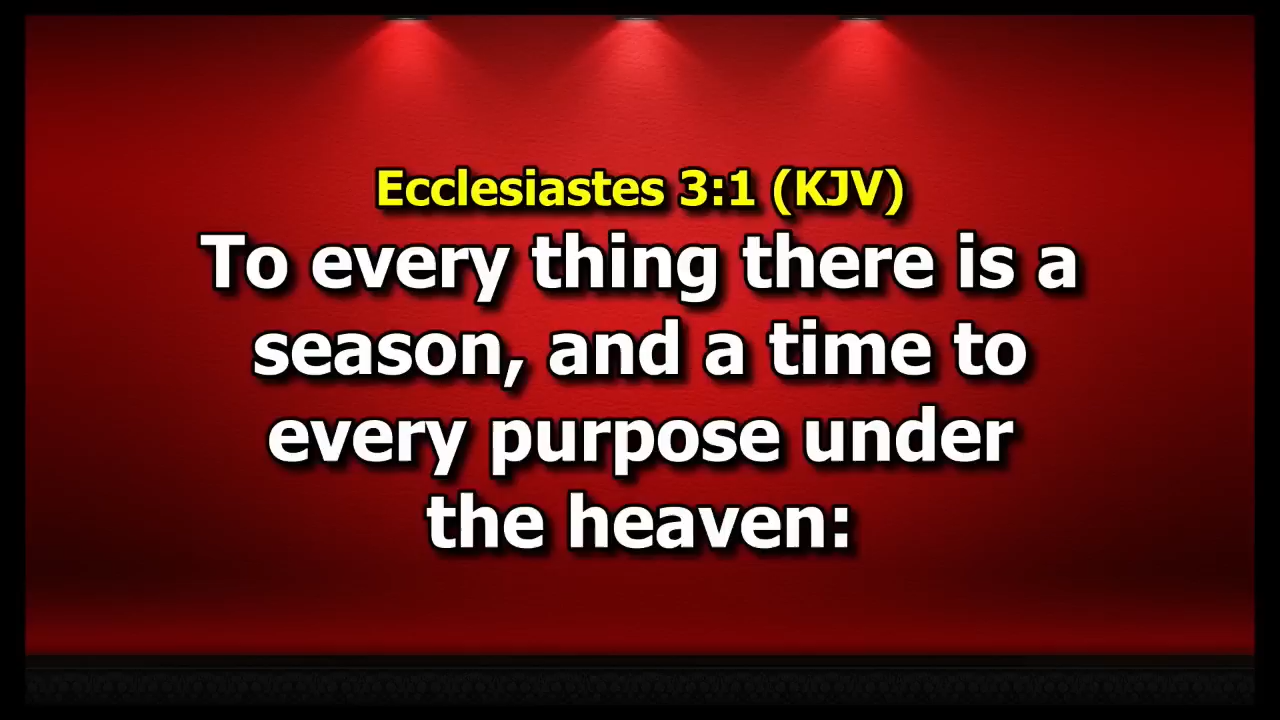 Ecclesiastes 3:1 (KJV)
To every thing there is a
season, and a time to
every purpose under
the heaven: